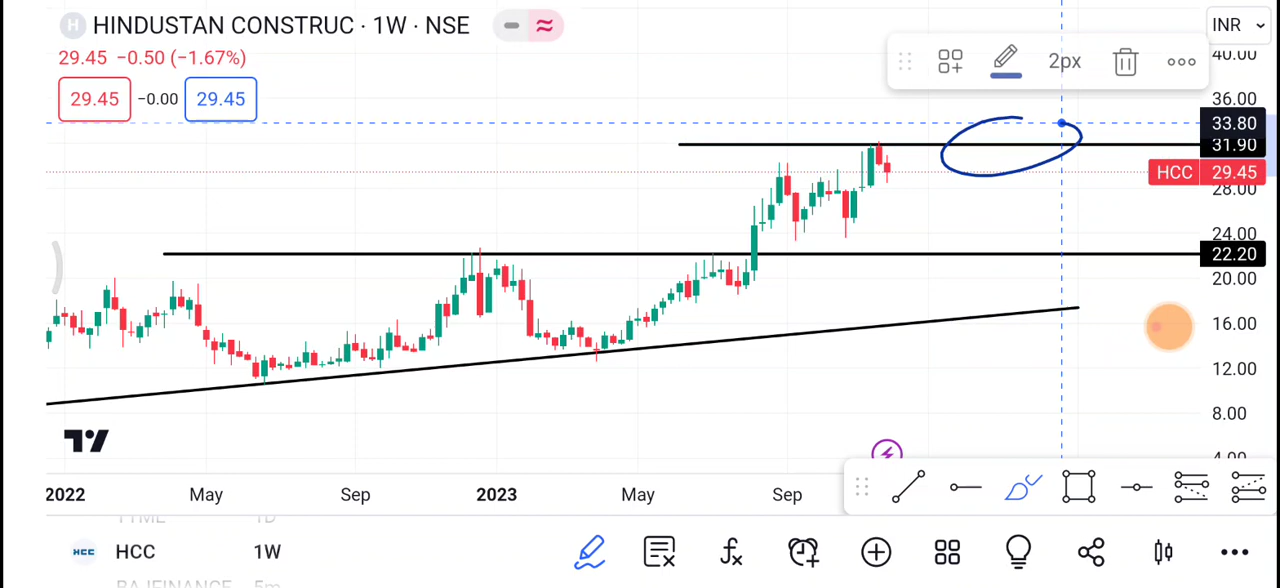 H HINDUSTAN CONSTRUC · 1W · NSE
INR
29.45 −0.50 (−1.67%)
29.45 −0.00 29.45
2px
40.00
36.00
33.80
31.90
HCC 29.45
28.00
24.00
22.20
20.00
16.00
12.00
8.00
4.00
2022 May Sep 2023 May Sep
1D
HCC HCC 1W
BAJFINANCE 5m